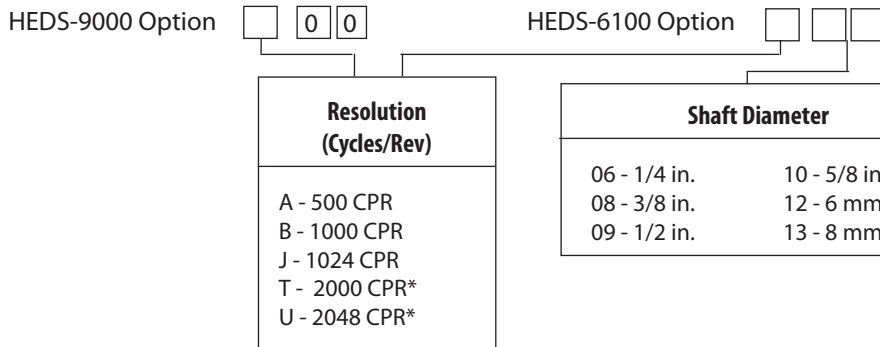 HEDS-9000 Option 0 0
HEDS-6100 Option
Resolution
(Cycles/Rev)
A - 500 CPR
B - 1000 CPR
J - 1024 CPR
T - 2000 CPR*
U - 2048 CPR*
Shaft Diameter
06 - 1/4 in. 10 - 5/8 in
08 - 3/8 in. 12 - 6 mm
09 - 1/2 in. 13 - 8 mm